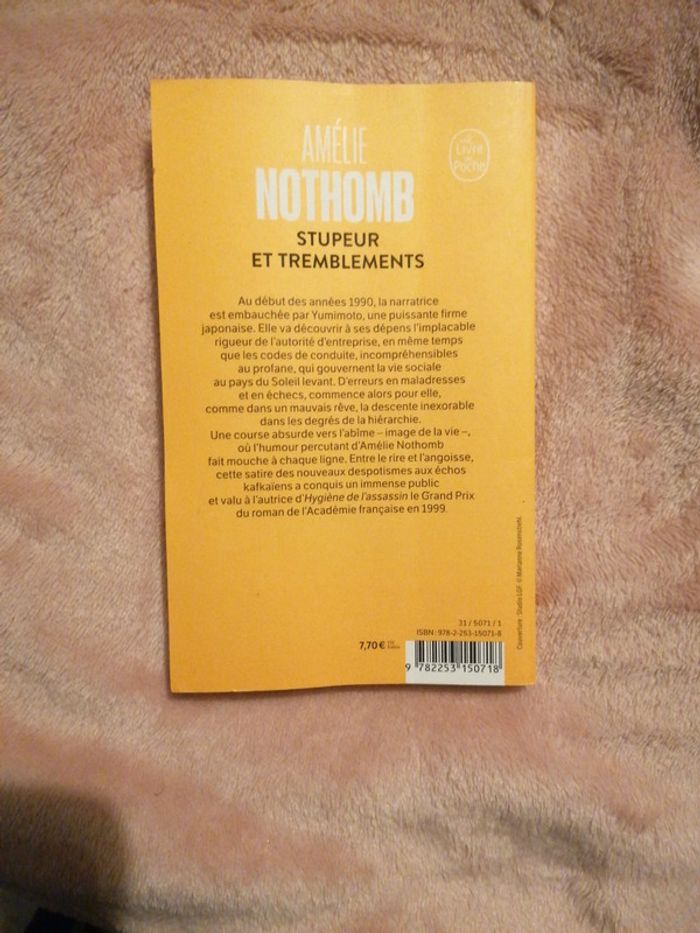 AMÉLIE
NOTHOMB
Le Livre
de Poche
STUPEUR
ET TREMBLEMENTS
Au début des années 1990, la narratrice
est embauchée par Yumimoto, une puissante firme
japonaise. Elle va découvrir à ses dépens l'implacable
rigueur de l'autorité d'entreprise, en même temps
que les codes de conduite, incompréhensibles
au profane, qui gouvernent la vie sociale
au pays du Soleil levant. D'erreurs en maladresses
et en échecs, commence alors pour elle,
comme dans un mauvais rêve, la descente inexorable
dans les degrés de la hiérarchie.
Une course absurde vers l'abîme – image de la vie –,
où l'humour percutant d'Amélie Nothomb
fait mouche à chaque ligne. Entre le rire et l'angoisse,
cette satire des nouveaux despotismes aux échos
kafkaïens a conquis un immense public
et valu à l'autrice d'Hygiène de l'assassin le Grand Prix
du roman de l'Académie française en 1999.
Couverture : Studio LGF. © Marianne Rosenstiehl.
31 / 5071 / 1
ISBN : 978-2-253-15071-8
7,70 €
9 782253 150718